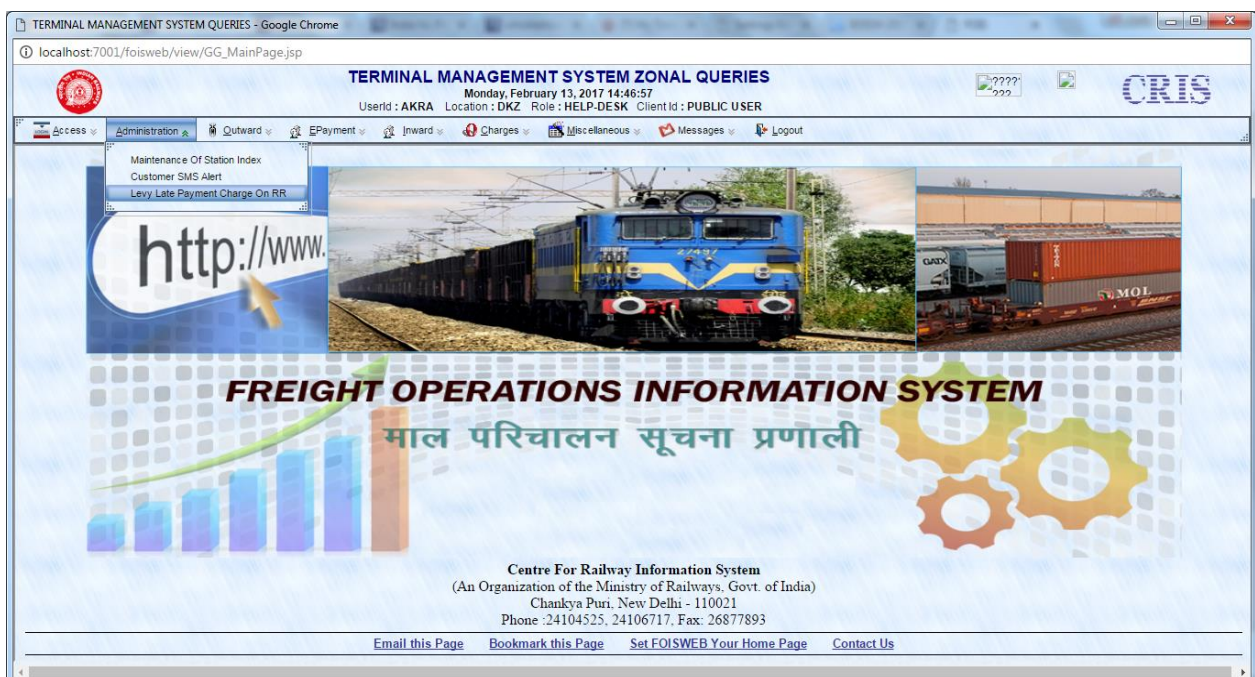 TERMINAL MANAGEMENT SYSTEM QUERIES - Google Chrome
localhost:7001/foisweb/view/GG_MainPage.jsp
TERMINAL MANAGEMENT SYSTEM ZONAL QUERIES
Monday, February 13, 2017 14:46:57
UserId : AKRA Location : DKZ Role : HELP-DESK Client Id : PUBLIC USER
????
???
CRIS
Access Administration Outward EPayment Inward Charges Miscellaneous Messages Logout
Maintenance Of Station Index
Customer SMS Alert
Levy Late Payment Charge On RR
http://www.
27497
GATX
MOL
BNSF
FREIGHT OPERATIONS INFORMATION SYSTEM
माल परिचालन सूचना प्रणाली
Centre For Railway Information System
(An Organization of the Ministry of Railways, Govt. of India)
Chankya Puri, New Delhi - 110021
Phone :24104525, 24106717, Fax: 26877893
Email this Page Bookmark this Page Set FOISWEB Your Home Page Contact Us